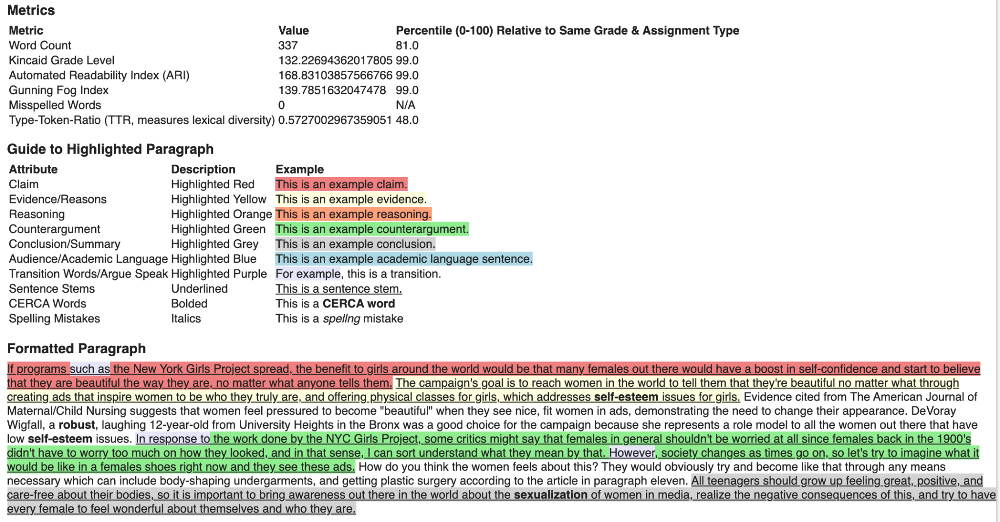 Metrics
Metric Value Percentile (0-100) Relative to Same Grade & Assignment Type
Word Count 337 81.0
Kincaid Grade Level 132.22694362017805 99.0
Automated Readability Index (ARI) 168.83103857566766 99.0
Gunning Fog Index 139.7851632047478 99.0
Misspelled Words 0 N/A
Type-Token-Ratio (TTR, measures lexical diversity) 0.5727002967359051 48.0
Guide to Highlighted Paragraph
Attribute Description Example
Claim Highlighted Red This is an example claim.
Evidence/Reasons Highlighted Yellow This is an example evidence.
Reasoning Highlighted Orange This is an example reasoning.
Counterargument Highlighted Green This is an example counterargument.
Conclusion/Summary Highlighted Grey This is an example conclusion.
Audience/Academic Language Highlighted Blue This is an example academic language sentence.
Transition Words/Argue Speak Highlighted Purple For example, this is a transition.
Sentence Stems Underlined This is a sentence stem.
CERCA Words Bolded This is a CERCA word
Spelling Mistakes Italics This is a spellng mistake
Formatted Paragraph
If programs such as the New York Girls Project spread, the benefit to girls around the world would be that many females out there would have a boost in self-confidence and start to believe
that they are beautiful the way they are, no matter what anyone tells them. The campaign's goal is to reach women in the world to tell them that they're beautiful no matter what through
creating ads that inspire women to be who they truly are, and offering physical classes for girls, which addresses self-esteem issues for girls. Evidence cited from The American Journal of
Maternal/Child Nursing suggests that women feel pressured to become "beautiful" when they see nice, fit women in ads, demonstrating the need to change their appearance. DeVoray
Wigfall, a robust, laughing 12-year-old from University Heights in the Bronx was a good choice for the campaign because she represents a role model to all the women out there that have
low self-esteem issues. In response to the work done by the NYC Girls Project, some critics might say that females in general shouldn't be worried at all since females back in the 1900's
didn't have to worry too much on how they looked, and in that sense, I can sort understand what they mean by that. However, society changes as times go on, so let's try to imagine what it
would be like in a females shoes right now and they see these ads. How do you think the women feels about this? They would obviously try and become like that through any means
necessary which can include body-shaping undergarments, and getting plastic surgery according to the article in paragraph eleven. All teenagers should grow up feeling great, positive, and
care-free about their bodies, so it is important to bring awareness out there in the world about the sexualization of women in media, realize the negative consequences of this, and try to have
every female to feel wonderful about themselves and who they are.